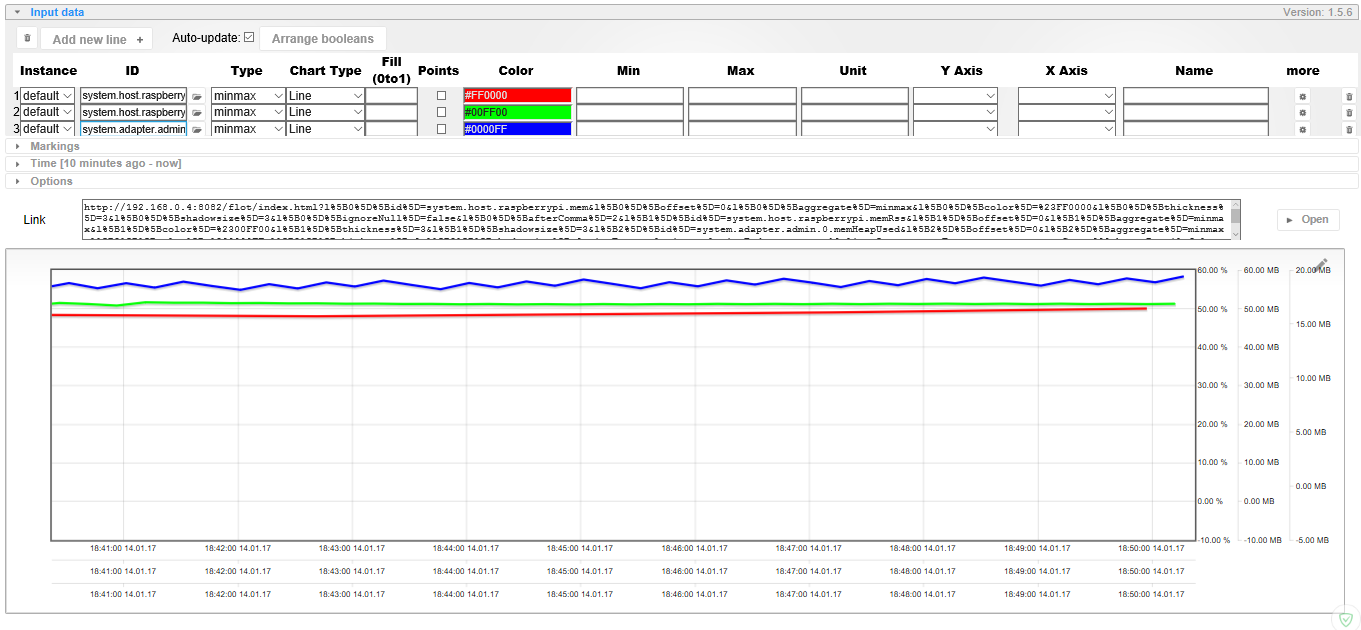 Input data Version: 1.5.6
Add new line + Auto-update: Arrange booleans
Instance ID Type Chart Type Fill (0to1) Points Color Min Max Unit Y Axis X Axis Name more
1 default system.host.raspberry minmax Line #FF0000
2 default system.host.raspberry minmax Line #00FF00
3 default system.adapter.admin minmax Line #0000FF
Markings
Time [10 minutes ago - now]
Options
Link
http://192.168.0.4:8082/flot/index.html?l%5B0%5D%5Bid%5D=system.host.raspberrypi.mem&l%5B0%5D%5Boffset%5D=0&l%5B0%5D%5Baggregate%5D=minmax&l%5B0%5D%5Bcolor%5D=%23FF0000&l%5B0%5D%5Bthickness%
5D=3&l%5B0%5D%5Bshadowsize%5D=3&l%5B0%5D%5BignoreNull%5D=false&l%5B0%5D%5BafterComma%5D=2&l%5B1%5D%5Bid%5D=system.host.raspberrypi.memRss&l%5B1%5D%5Boffset%5D=0&l%5B1%5D%5Baggregate%5D=minma
x&l%5B1%5D%5Bcolor%5D=%2300FF00&l%5B1%5D%5Bthickness%5D=3&l%5B1%5D%5Bshadowsize%5D=3&l%5B2%5D%5Bid%5D=system.adapter.admin.0.memHeapUsed&l%5B2%5D%5Boffset%5D=0&l%5B2%5D%5Baggregate%5D=minmax
Open
60.00 % 60.00 MB 20.00 MB
50.00 % 50.00 MB 15.00 MB
40.00 % 40.00 MB 10.00 MB
30.00 % 30.00 MB
20.00 % 20.00 MB 5.00 MB
10.00 % 10.00 MB 0.00 MB
0.00 % 0.00 MB
-10.00 % -10.00 MB -5.00 MB
18:41:00 14.01.17 18:42:00 14.01.17 18:43:00 14.01.17 18:44:00 14.01.17 18:45:00 14.01.17 18:46:00 14.01.17 18:47:00 14.01.17 18:48:00 14.01.17 18:49:00 14.01.17 18:50:00 14.01.17
18:41:00 14.01.17 18:42:00 14.01.17 18:43:00 14.01.17 18:44:00 14.01.17 18:45:00 14.01.17 18:46:00 14.01.17 18:47:00 14.01.17 18:48:00 14.01.17 18:49:00 14.01.17 18:50:00 14.01.17
18:41:00 14.01.17 18:42:00 14.01.17 18:43:00 14.01.17 18:44:00 14.01.17 18:45:00 14.01.17 18:46:00 14.01.17 18:47:00 14.01.17 18:48:00 14.01.17 18:49:00 14.01.17 18:50:00 14.01.17